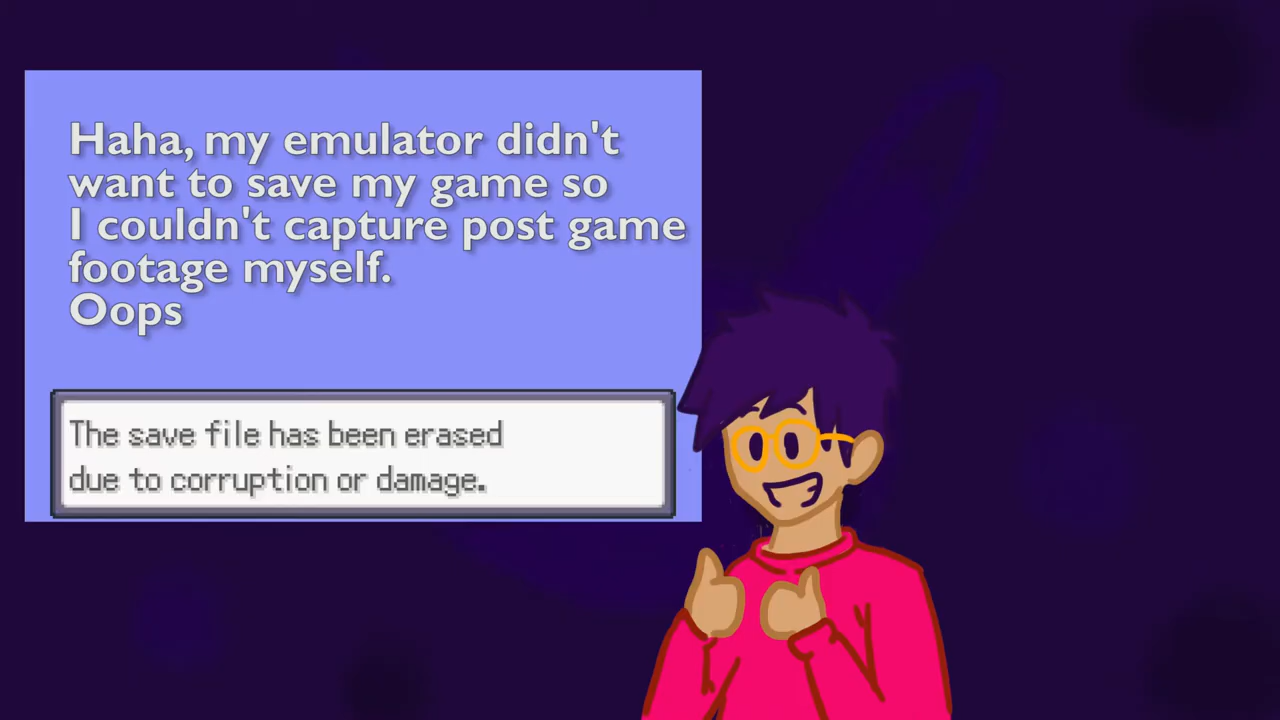 Haha, my emulator didn't
want to save my game so
I couldn't capture post game
footage myself.
Oops
The save file has been erased
due to corruption or damage.